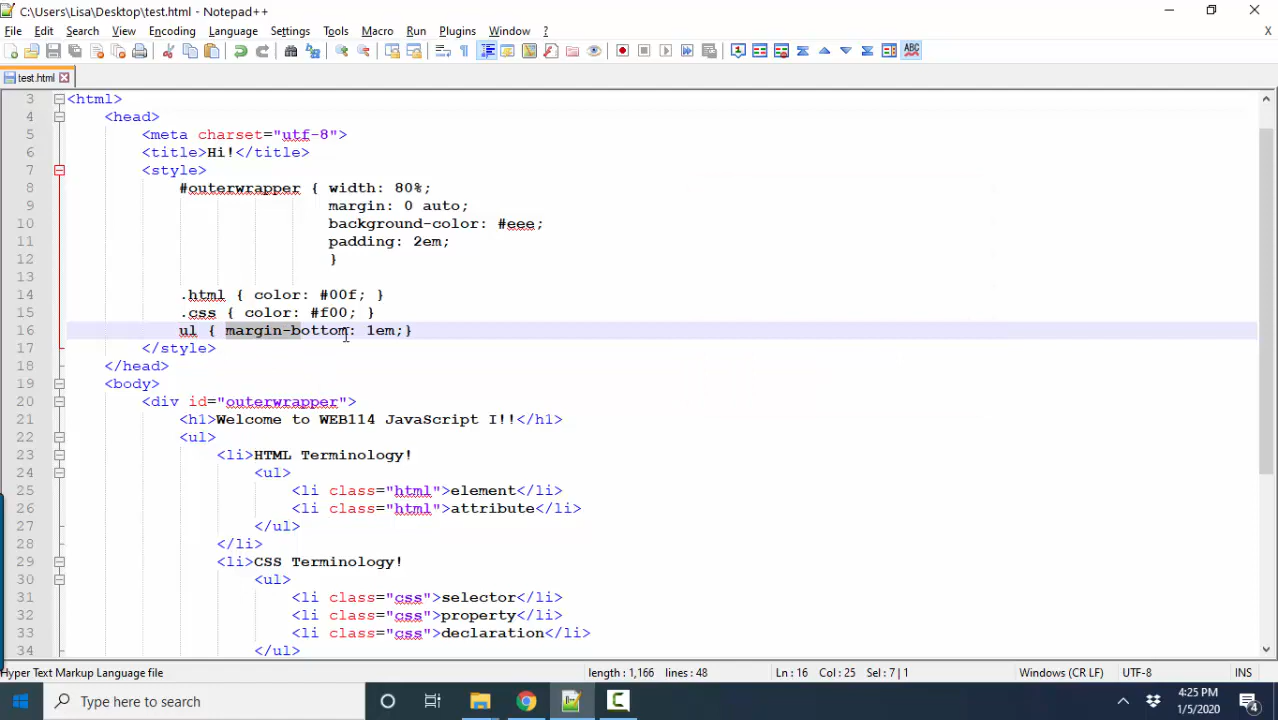 C:\Users\Lisa\Desktop\test.html - Notepad++
File Edit Search View Encoding Language Settings Tools Macro Run Plugins Window ? X
ABC
test.html
3 <html>
4 <head>
5 <meta charset="utf-8">
6 <title>Hi!</title>
7 <style>
8 #outerwrapper { width: 80%;
9 margin: 0 auto;
10 background-color: #eee;
11 padding: 2em;
12 }
13
14 .html { color: #00f; }
15 .css { color: #f00; }
16 ul { margin-bottom: 1em;}
17 </style>
18 </head>
19 <body>
20 <div id="outerwrapper">
21 <h1>Welcome to WEB114 JavaScript I!!</h1>
22 <ul>
23 <li>HTML Terminology!
24 <ul>
25 <li class="html">element</li>
26 <li class="html">attribute</li>
27 </ul>
28 </li>
29 <li>CSS Terminology!
30 <ul>
31 <li class="css">selector</li>
32 <li class="css">property</li>
33 <li class="css">declaration</li>
34 </ul>
Hyper Text Markup Language file length : 1,166 lines : 48 Ln : 16 Col : 25 Sel : 7 | 1 Windows (CR LF) UTF-8 INS
Type here to search
4:25 PM
1/5/2020
4